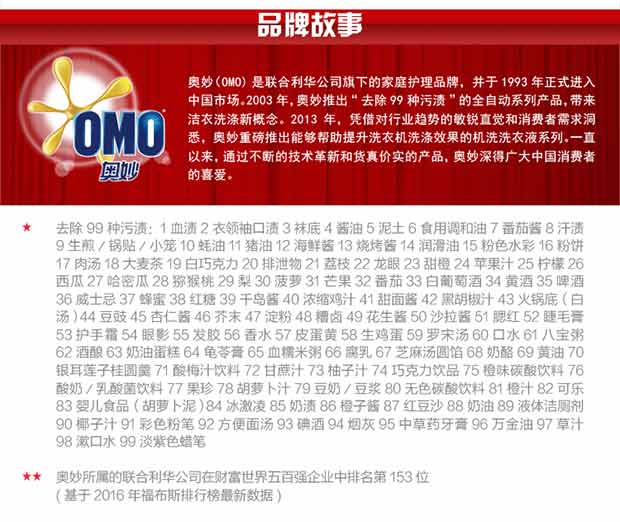 品牌故事
奥妙（OMO）是联合利华公司旗下的家庭护理品牌，并于 1993 年正式进入
中国市场。2003 年，奥妙推出“去除 99 种污渍”的全自动系列产品，带来
洁衣洗涤新概念。2013 年，凭借对行业趋势的敏锐直觉和消费者需求洞
悉，奥妙重磅推出能够帮助提升洗衣机洗涤效果的机洗洗衣液系列。一直
以来，通过不断的技术革新和货真价实的产品，奥妙深得广大中国消费者
的喜爱。
OMO
奥妙
★ 去除 99 种污渍：1 血渍 2 衣领袖口渍 3 袜底 4 酱油 5 泥土 6 食用调和油 7 番茄酱 8 汗渍
9 生煎 / 锅贴 / 小笼 10 蚝油 11 猪油 12 海鲜酱 13 烧烤酱 14 润滑油 15 粉色水彩 16 粉饼
17 肉汤 18 大麦茶 19 白巧克力 20 排泄物 21 荔枝 22 龙眼 23 甜橙 24 苹果汁 25 柠檬 26
西瓜 27 哈密瓜 28 猕猴桃 29 梨 30 菠萝 31 芒果 32 番茄 33 白葡萄酒 34 黄酒 35 啤酒
36 威士忌 37 蜂蜜 38 红糖 39 千岛酱 40 浓缩鸡汁 41 甜面酱 42 黑胡椒汁 43 火锅底（白
汤）44 豆豉 45 杏仁酱 46 芥末 47 淀粉 48 糟卤 49 花生酱 50 沙拉酱 51 腮红 52 睫毛膏
53 护手霜 54 眼影 55 发胶 56 香水 57 皮蛋黄 58 生鸡蛋 59 罗宋汤 60 口水 61 八宝粥
62 酒酿 63 奶油蛋糕 64 龟苓膏 65 血糯米粥 66 腐乳 67 芝麻汤圆馅 68 奶酪 69 黄油 70
银耳莲子桂圆羹 71 酸梅汁饮料 72 甘蔗汁 73 柚子汁 74 巧克力饮品 75 橙味碳酸饮料 76
酸奶 / 乳酸菌饮料 77 果珍 78 胡萝卜汁 79 豆奶 / 豆浆 80 无色碳酸饮料 81 橙汁 82 可乐
83 婴儿食品（胡萝卜泥）84 冰激凌 85 奶渍 86 橙子酱 87 红豆沙 88 奶油 89 液体洁厕剂
90 椰子汁 91 彩色粉笔 92 方便面汤 93 碘酒 94 烟灰 95 中草药牙膏 96 万金油 97 草汁
98 漱口水 99 淡紫色蜡笔
★★ 奥妙所属的联合利华公司在财富世界五百强企业中排名第 153 位
( 基于 2016 年福布斯排行榜最新数据 )